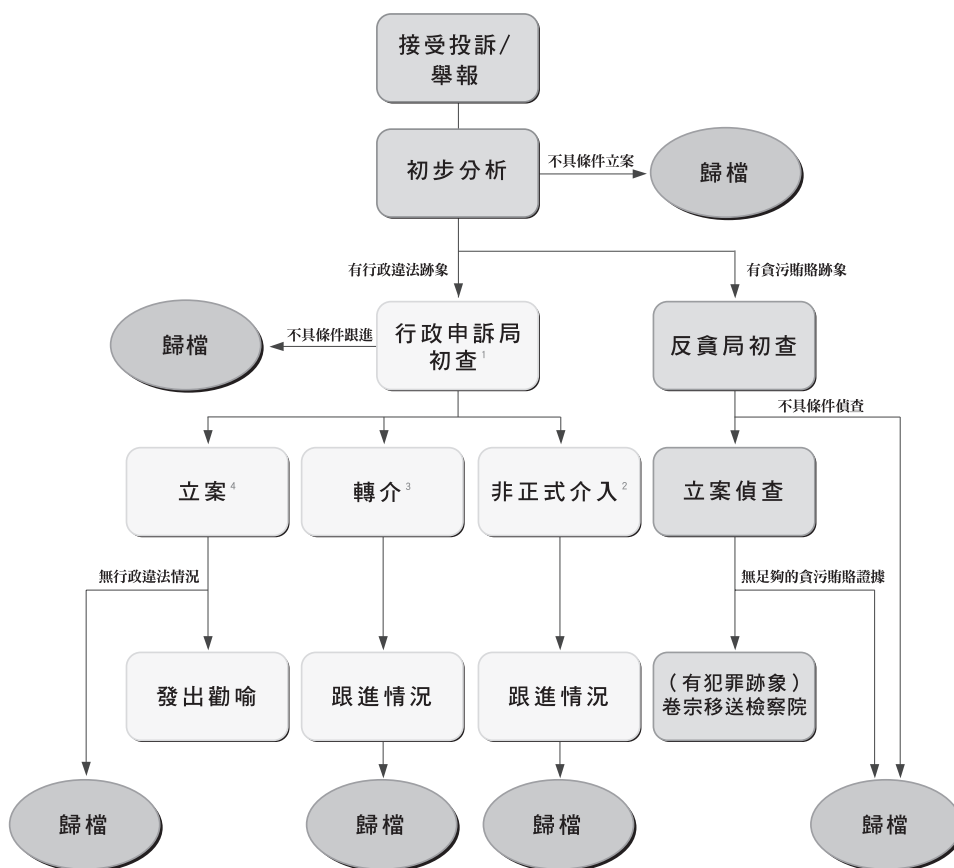 接受投訴/
舉報
初步分析
不具條件立案
歸檔
有行政違法跡象
有貪污賄賂跡象
歸檔
不具條件跟進
行政申訴局
初查1
反貪局初查
不具條件偵查
立案4
轉介3
非正式介入2
立案偵查
無行政違法情況
無足夠的貪污賄賂證據
發出勸喻
跟進情況
跟進情況
（有犯罪跡象）
卷宗移送檢察院
歸檔
歸檔
歸檔
歸檔